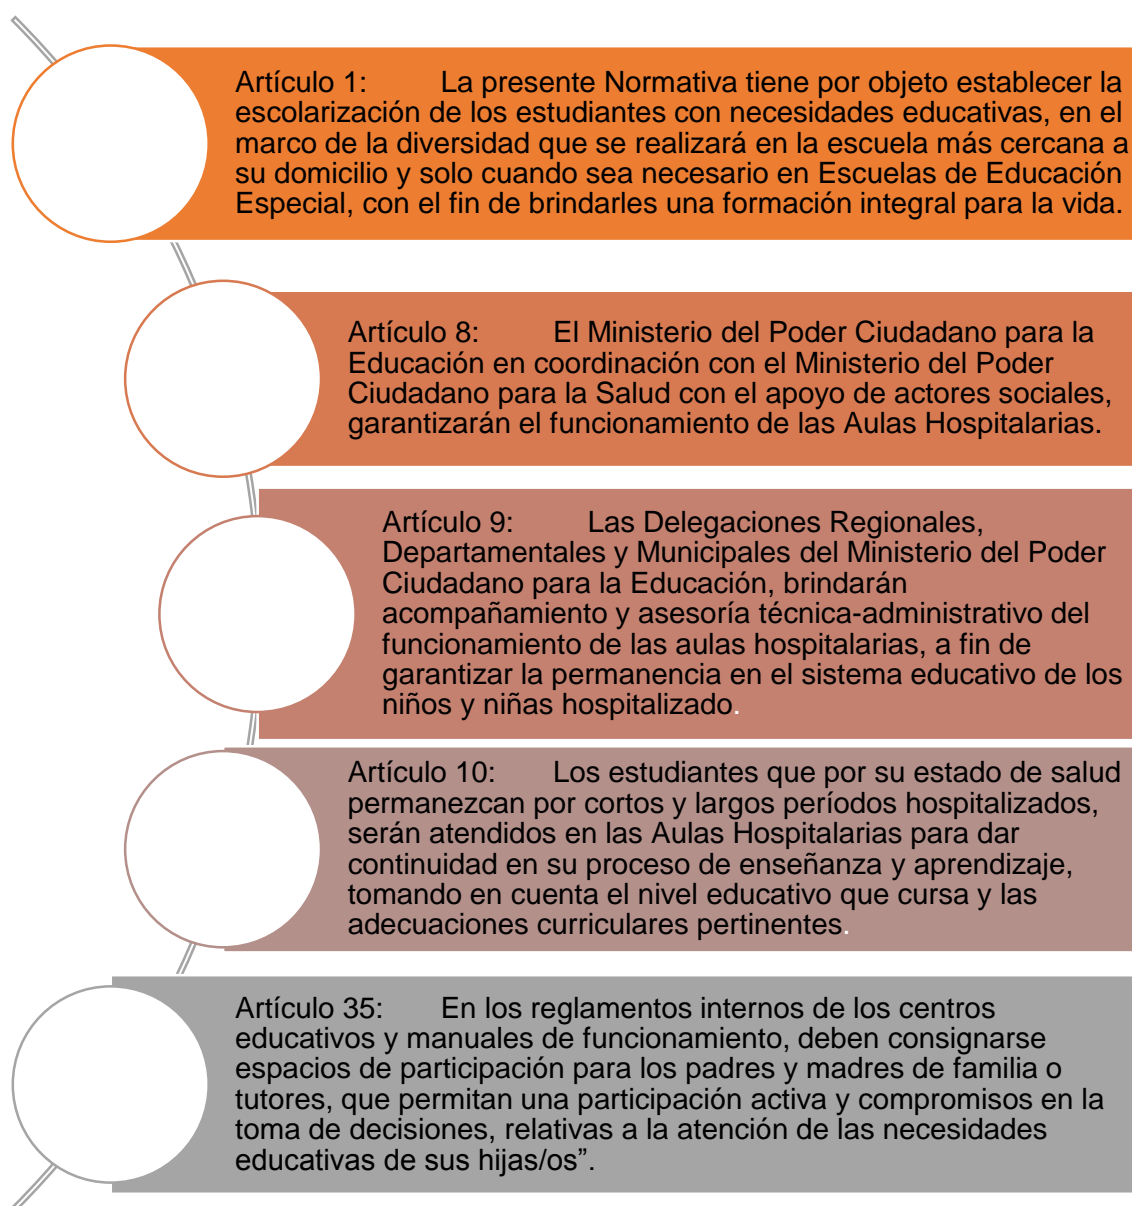 Artículo 1: La presente Normativa tiene por objeto establecer la
escolarización de los estudiantes con necesidades educativas, en el
marco de la diversidad que se realizará en la escuela más cercana a
su domicilio y solo cuando sea necesario en Escuelas de Educación
Especial, con el fin de brindarles una formación integral para la vida.
Artículo 8: El Ministerio del Poder Ciudadano para la
Educación en coordinación con el Ministerio del Poder
Ciudadano para la Salud con el apoyo de actores sociales,
garantizarán el funcionamiento de las Aulas Hospitalarias.
Artículo 9: Las Delegaciones Regionales,
Departamentales y Municipales del Ministerio del Poder
Ciudadano para la Educación, brindarán
acompañamiento y asesoría técnica-administrativo del
funcionamiento de las aulas hospitalarias, a fin de
garantizar la permanencia en el sistema educativo de los
niños y niñas hospitalizado.
Artículo 10: Los estudiantes que por su estado de salud
permanezcan por cortos y largos períodos hospitalizados,
serán atendidos en las Aulas Hospitalarias para dar
continuidad en su proceso de enseñanza y aprendizaje,
tomando en cuenta el nivel educativo que cursa y las
adecuaciones curriculares pertinentes.
Artículo 35: En los reglamentos internos de los centros
educativos y manuales de funcionamiento, deben consignarse
espacios de participación para los padres y madres de familia o
tutores, que permitan una participación activa y compromisos en la
toma de decisiones, relativas a la atención de las necesidades
educativas de sus hijas/os”.